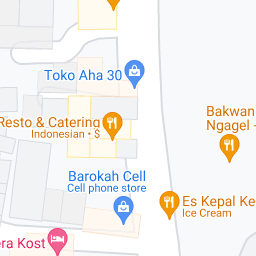 Toko Aha 30
Resto & Catering
Indonesian • $
Bakwan
Ngagel -
Barokah Cell
Cell phone store
Es Kepal Ke
Ice Cream
era Kost